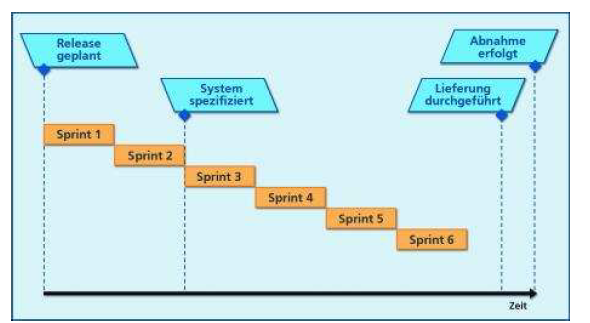 Release
geplant
Abnahme
erfolgt
System
spezifiziert
Lieferung
durchgeführt
Sprint 1
Sprint 2
Sprint 3
Sprint 4
Sprint 5
Sprint 6
Zeit